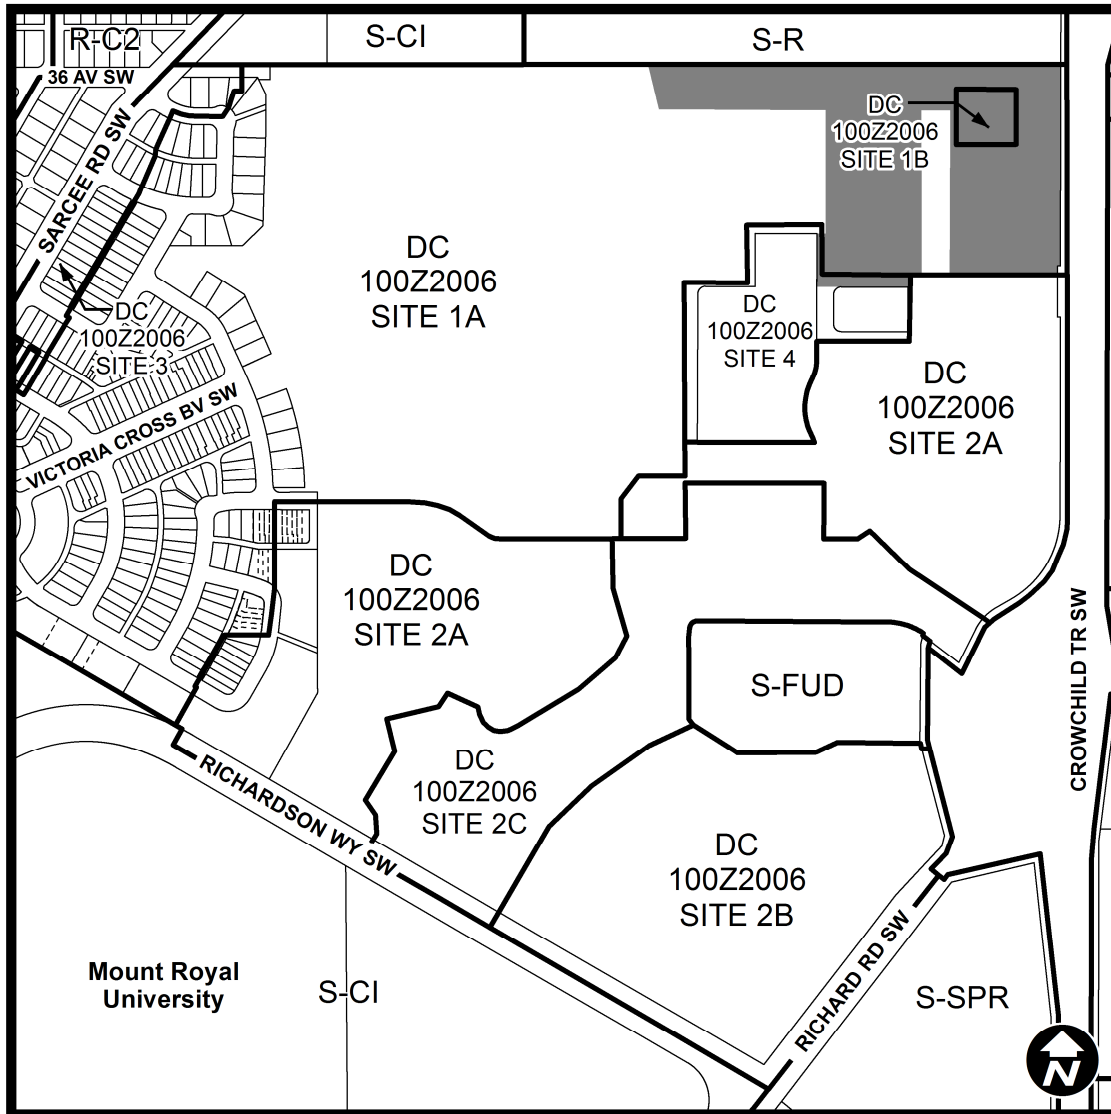 R-C2
S-CI
S-R
36 AV SW
SARCEE RD SW
DC
100Z2006
SITE 1B
DC
100Z2006
SITE 1A
DC
100Z2006
SITE 3
DC
100Z2006
SITE 4
DC
100Z2006
SITE 2A
VICTORIA CROSS BV SW
DC
100Z2006
SITE 2A
CROWCHILD TR SW
S-FUD
DC
100Z2006
SITE 2C
RICHARDSON WY SW
DC
100Z2006
SITE 2B
RICHARD RD SW
Mount Royal
University
S-CI
S-SPR
N